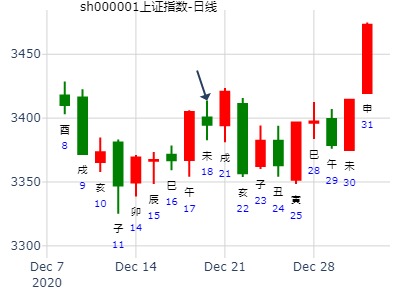 sh000001上证指数-日线
3450
3400
3350
3300
酉
8
戌
9
亥
10
子
11
卯
14
辰
15
巳
16
午
17
未
18
戌
21
亥
22
子
23
丑
24
寅
25
巳
28
午
29
未
30
申
31
Dec 7
2020
Dec 14
Dec 21
Dec 28